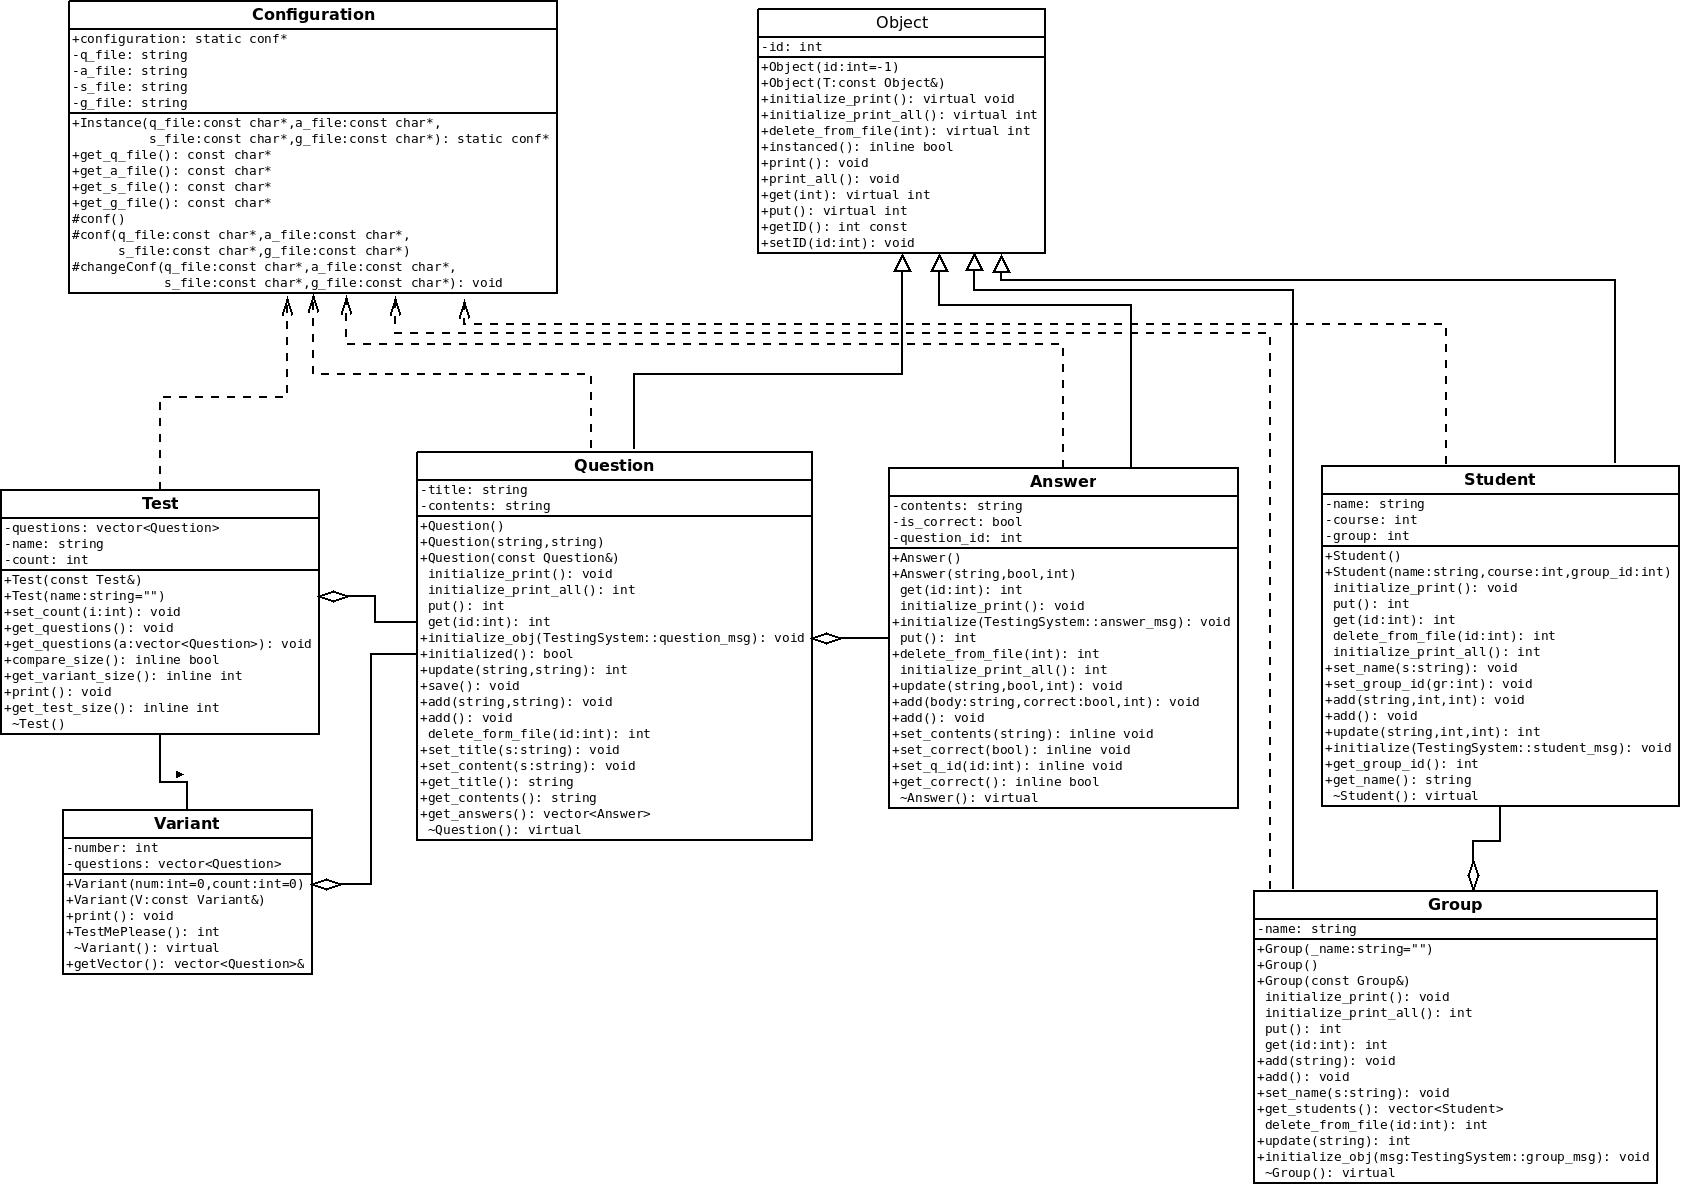 Configuration
+configuration: static conf*
-q_file: string
-a_file: string
-s_file: string
-g_file: string
+Instance(q_file:const char*,a_file:const char*,
s_file:const char*,g_file:const char*): static conf*
+get_q_file(): const char*
+get_a_file(): const char*
+get_s_file(): const char*
+get_g_file(): const char*
#conf()
#conf(q_file:const char*,a_file:const char*,
s_file:const char*,g_file:const char*)
#changeConf(q_file:const char*,a_file:const char*,
s_file:const char*,g_file:const char*): void
Object
-id: int
+Object(id:int=-1)
+Object(T:const Object&)
+initialize_print(): virtual void
+initialize_print_all(): virtual int
+delete_from_file(int): virtual int
+instanced(): inline bool
+print(): void
+print_all(): void
+get(int): virtual int
+put(): virtual int
+getID(): int const
+setID(id:int): void
Test
-questions: vector<Question>
-name: string
-count: int
+Test(const Test&)
+Test(name:string="")
+set_count(i:int): void
+get_questions(): void
+get_questions(a:vector<Question>): void
+compare_size(): inline bool
+get_variant_size(): inline int
+print(): void
+get_test_size(): inline int
~Test()
Question
-title: string
-contents: string
+Question()
+Question(string,string)
+Question(const Question&)
initialize_print(): void
initialize_print_all(): int
put(): int
get(id:int): int
+initialize_obj(TestingSystem::question_msg): void
+initialized(): bool
+update(string,string): int
+save(): void
+add(string,string): void
+add(): void
delete_form_file(id:int): int
+set_title(s:string): void
+set_content(s:string): void
+get_title(): string
+get_contents(): string
+get_answers(): vector<Answer>
~Question(): virtual
Answer
-contents: string
-is_correct: bool
-question_id: int
+Answer()
+Answer(string,bool,int)
get(id:int): int
initialize_print(): void
+initialize(TestingSystem::answer_msg): void
put(): int
+delete_from_file(int): int
initialize_print_all(): int
+update(string,bool,int): void
+add(body:string,correct:bool,int): void
+add(): void
+set_contents(string): inline void
+set_correct(bool): inline void
+set_q_id(id:int): inline void
+get_correct(): inline bool
~Answer(): virtual
Student
-name: string
-course: int
-group: int
+Student()
+Student(name:string,course:int,group_id:int)
initialize_print(): void
put(): int
get(id:int): int
delete_from_file(id:int): int
initialize_print_all(): int
+set_name(s:string): void
+set_group_id(gr:int): void
+add(string,int,int): void
+add(): void
+update(string,int,int): int
+initialize(TestingSystem::student_msg): void
+get_group_id(): int
+get_name(): string
~Student(): virtual
Variant
-number: int
-questions: vector<Question>
+Variant(num:int=0,count:int=0)
+Variant(V:const Variant&)
+print(): void
+TestMePlease(): int
~Variant(): virtual
+getVector(): vector<Question>&
Group
-name: string
+Group(_name:string="")
+Group()
+Group(const Group&)
initialize_print(): void
initialize_print_all(): int
put(): int
get(id:int): int
+add(string): void
+add(): void
+set_name(s:string): void
+get_students(): vector<Student>
delete_from_file(id:int): int
+update(string): int
+initialize_obj(msg:TestingSystem::group_msg): void
~Group(): virtual